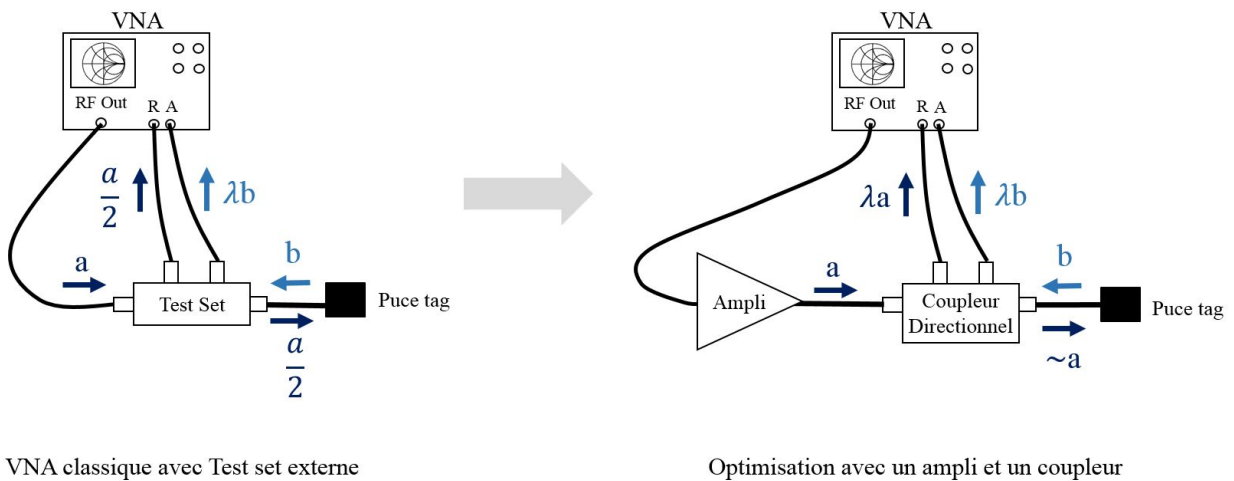 VNA
RF Out
R A
a/2
λb
a
b
Test Set
Puce tag
a/2
VNA classique avec Test set externe
VNA
RF Out
R A
λa
λb
a
b
Ampli
Coupleur
Directionnel
Puce tag
~a
Optimisation avec un ampli et un coupleur